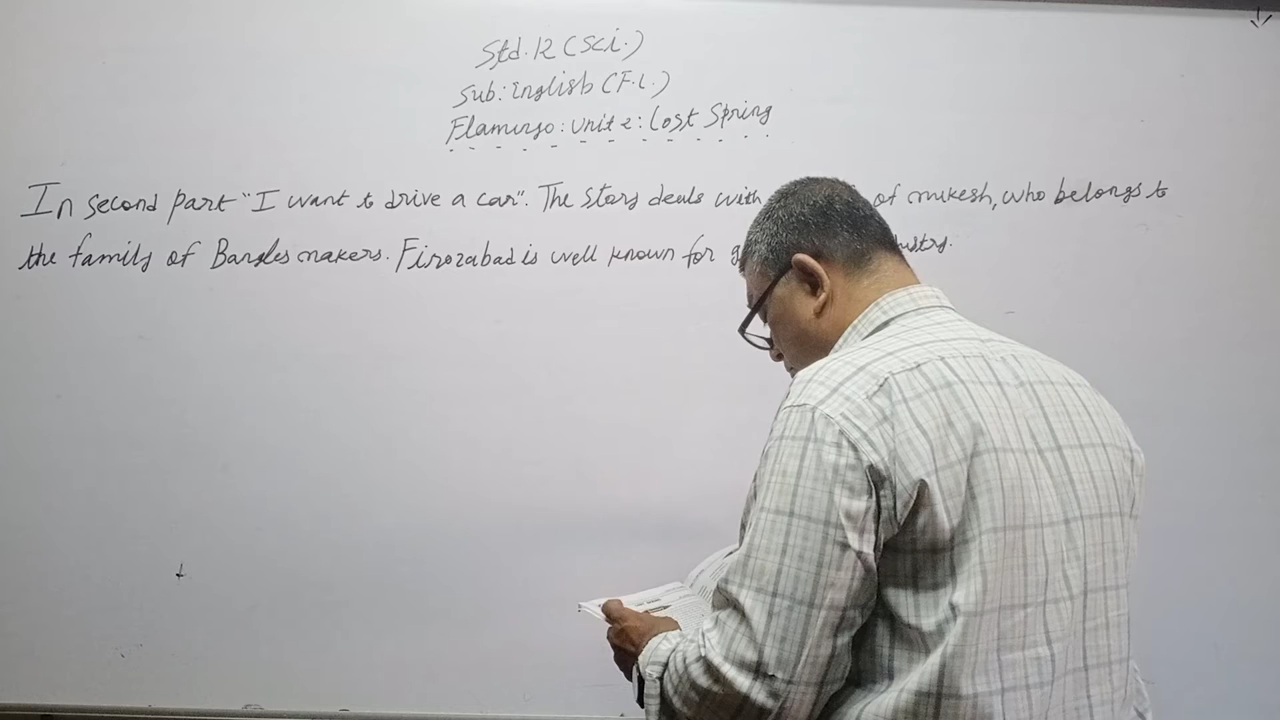 Std. 12 (Sci.)
Sub: English (F.L.)
Flamingo: Unit 2: Lost Spring
In second part "I want to drive a car". The Story deals with of mukesh, who belongs to
the family of Bangles makers. Firozabad is well known for